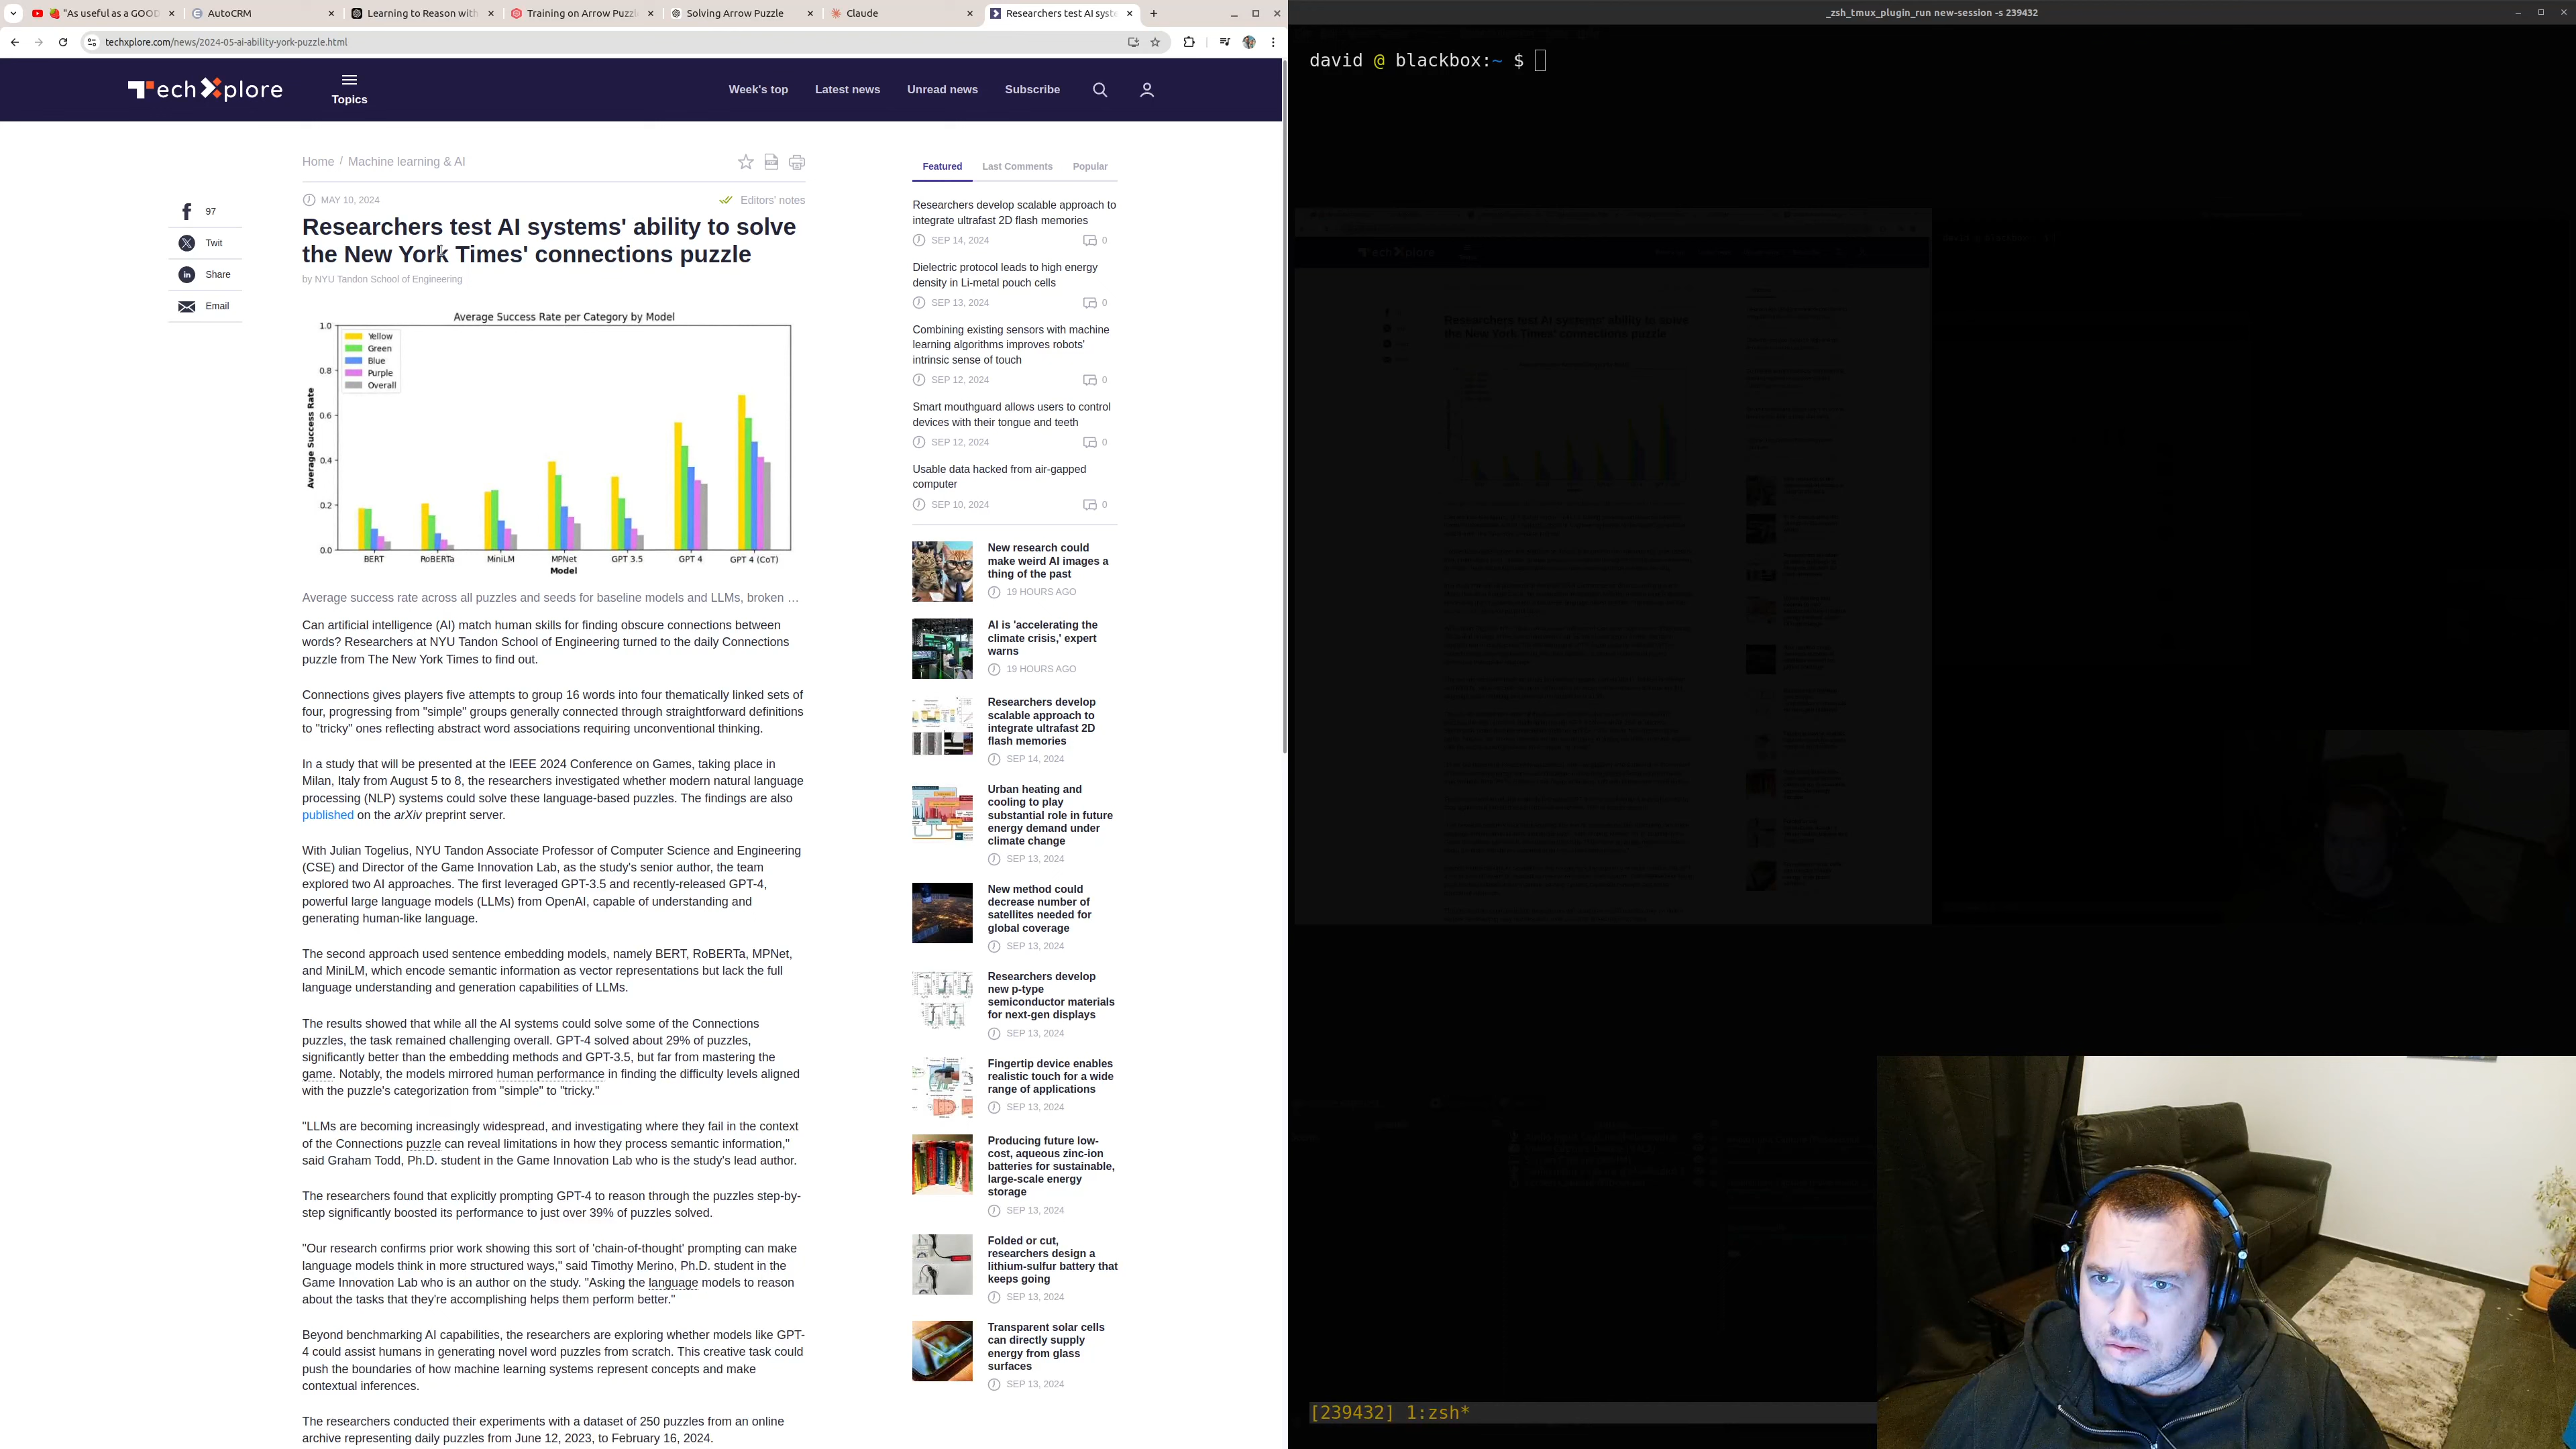 "As useful as a GOOD
AutoCRM
Learning to Reason with
Training on Arrow Puzzl
Solving Arrow Puzzle
Claude
Researchers test AI syste
techxplore.com/news/2024-05-ai-ability-york-puzzle.html
Tech Xplore
Topics
Week's top
Latest news
Unread news
Subscribe
Home / Machine learning & AI
MAY 10, 2024
Editors' notes
Researchers test AI systems' ability to solve
the New York Times' connections puzzle
by NYU Tandon School of Engineering
97
Twit
Share
Email
Average Success Rate per Category by Model
1.0
0.8
0.6
0.4
0.2
0.0
Average Success Rate
Yellow
Green
Blue
Purple
Overall
BERT
RoBERTa
MiniLM
MPNet
GPT 3.5
GPT 4
GPT 4 (CoT)
Model
Average success rate across all puzzles and seeds for baseline models and LLMs, broken …
Can artificial intelligence (AI) match human skills for finding obscure connections between
words? Researchers at NYU Tandon School of Engineering turned to the daily Connections
puzzle from The New York Times to find out.
Connections gives players five attempts to group 16 words into four thematically linked sets of
four, progressing from "simple" groups generally connected through straightforward definitions
to "tricky" ones reflecting abstract word associations requiring unconventional thinking.
In a study that will be presented at the IEEE 2024 Conference on Games, taking place in
Milan, Italy from August 5 to 8, the researchers investigated whether modern natural language
processing (NLP) systems could solve these language-based puzzles. The findings are also
published on the arXiv preprint server.
With Julian Togelius, NYU Tandon Associate Professor of Computer Science and Engineering
(CSE) and Director of the Game Innovation Lab, as the study's senior author, the team
explored two AI approaches. The first leveraged GPT-3.5 and recently-released GPT-4,
powerful large language models (LLMs) from OpenAI, capable of understanding and
generating human-like language.
The second approach used sentence embedding models, namely BERT, RoBERTa, MPNet,
and MiniLM, which encode semantic information as vector representations but lack the full
language understanding and generation capabilities of LLMs.
The results showed that while all the AI systems could solve some of the Connections
puzzles, the task remained challenging overall. GPT-4 solved about 29% of puzzles,
significantly better than the embedding methods and GPT-3.5, but far from mastering the
game. Notably, the models mirrored human performance in finding the difficulty levels aligned
with the puzzle's categorization from "simple" to "tricky."
"LLMs are becoming increasingly widespread, and investigating where they fail in the context
of the Connections puzzle can reveal limitations in how they process semantic information,"
said Graham Todd, Ph.D. student in the Game Innovation Lab who is the study's lead author.
The researchers found that explicitly prompting GPT-4 to reason through the puzzles step-by-
step significantly boosted its performance to just over 39% of puzzles solved.
"Our research confirms prior work showing this sort of 'chain-of-thought' prompting can make
language models think in more structured ways," said Timothy Merino, Ph.D. student in the
Game Innovation Lab who is an author on the study. "Asking the language models to reason
about the tasks that they're accomplishing helps them perform better."
Beyond benchmarking AI capabilities, the researchers are exploring whether models like GPT-
4 could assist humans in generating novel word puzzles from scratch. This creative task could
push the boundaries of how machine learning systems represent concepts and make
contextual inferences.
The researchers conducted their experiments with a dataset of 250 puzzles from an online
archive representing daily puzzles from June 12, 2023, to February 16, 2024.
Featured
Last Comments
Popular
Researchers develop scalable approach to
integrate ultrafast 2D flash memories
SEP 14, 2024
0
Dielectric protocol leads to high energy
density in Li-metal pouch cells
SEP 13, 2024
0
Combining existing sensors with machine
learning algorithms improves robots'
intrinsic sense of touch
SEP 12, 2024
0
Smart mouthguard allows users to control
devices with their tongue and teeth
SEP 12, 2024
0
Usable data hacked from air-gapped
computer
SEP 10, 2024
0
New research could
make weird AI images a
thing of the past
19 HOURS AGO
AI is 'accelerating the
climate crisis,' expert
warns
19 HOURS AGO
Researchers develop
scalable approach to
integrate ultrafast 2D
flash memories
SEP 14, 2024
Urban heating and
cooling to play
substantial role in future
energy demand under
climate change
SEP 13, 2024
New method could
decrease number of
satellites needed for
global coverage
SEP 13, 2024
Researchers develop
new p-type
semiconductor materials
for next-gen displays
SEP 13, 2024
Fingertip device enables
realistic touch for a wide
range of applications
SEP 13, 2024
Producing future low-
cost, aqueous zinc-ion
batteries for sustainable,
large-scale energy
storage
SEP 13, 2024
Folded or cut,
researchers design a
lithium-sulfur battery that
keeps going
SEP 13, 2024
Transparent solar cells
can directly supply
energy from glass
surfaces
SEP 13, 2024
_zsh_tmux_plugin_run new-session -s 239432
david @ blackbox:~ $
[239432] 1:zsh*